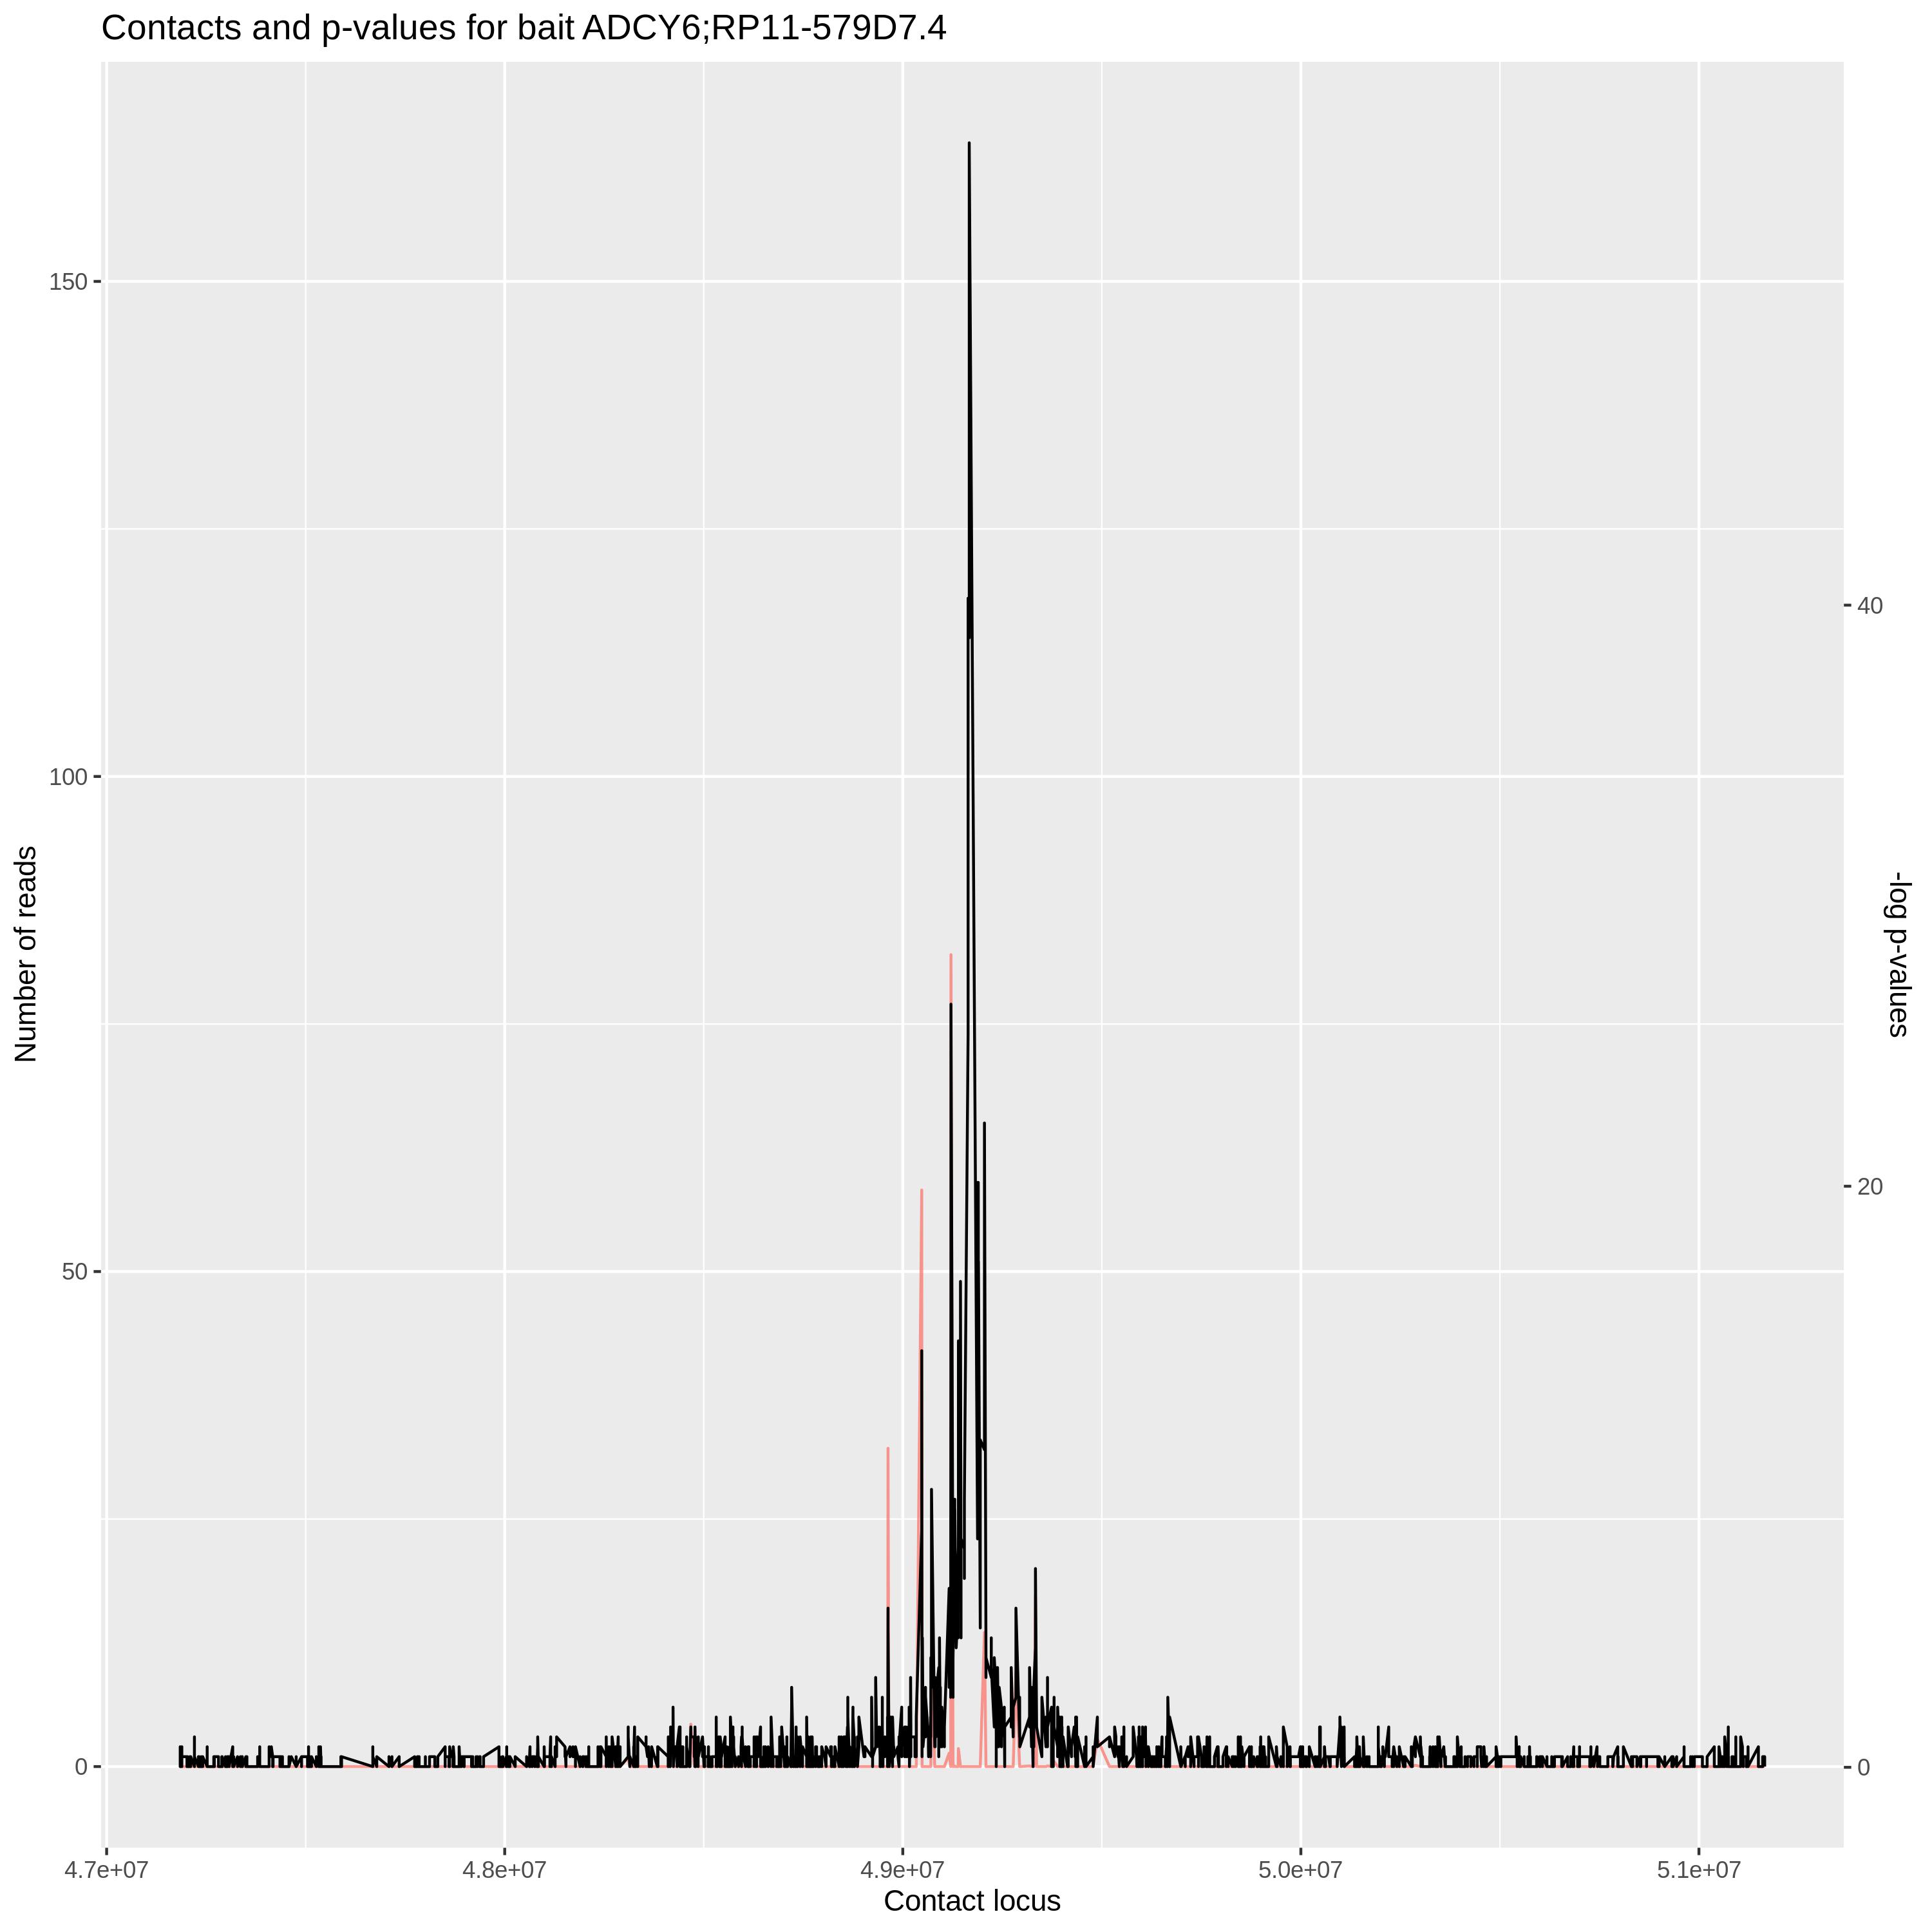 Contacts and p-values for bait ADCY6;RP11-579D7.4
150
100
50
0
Number of reads
40
20
0
-log p-values
4.7e+07
4.8e+07
4.9e+07
5.0e+07
5.1e+07
Contact locus